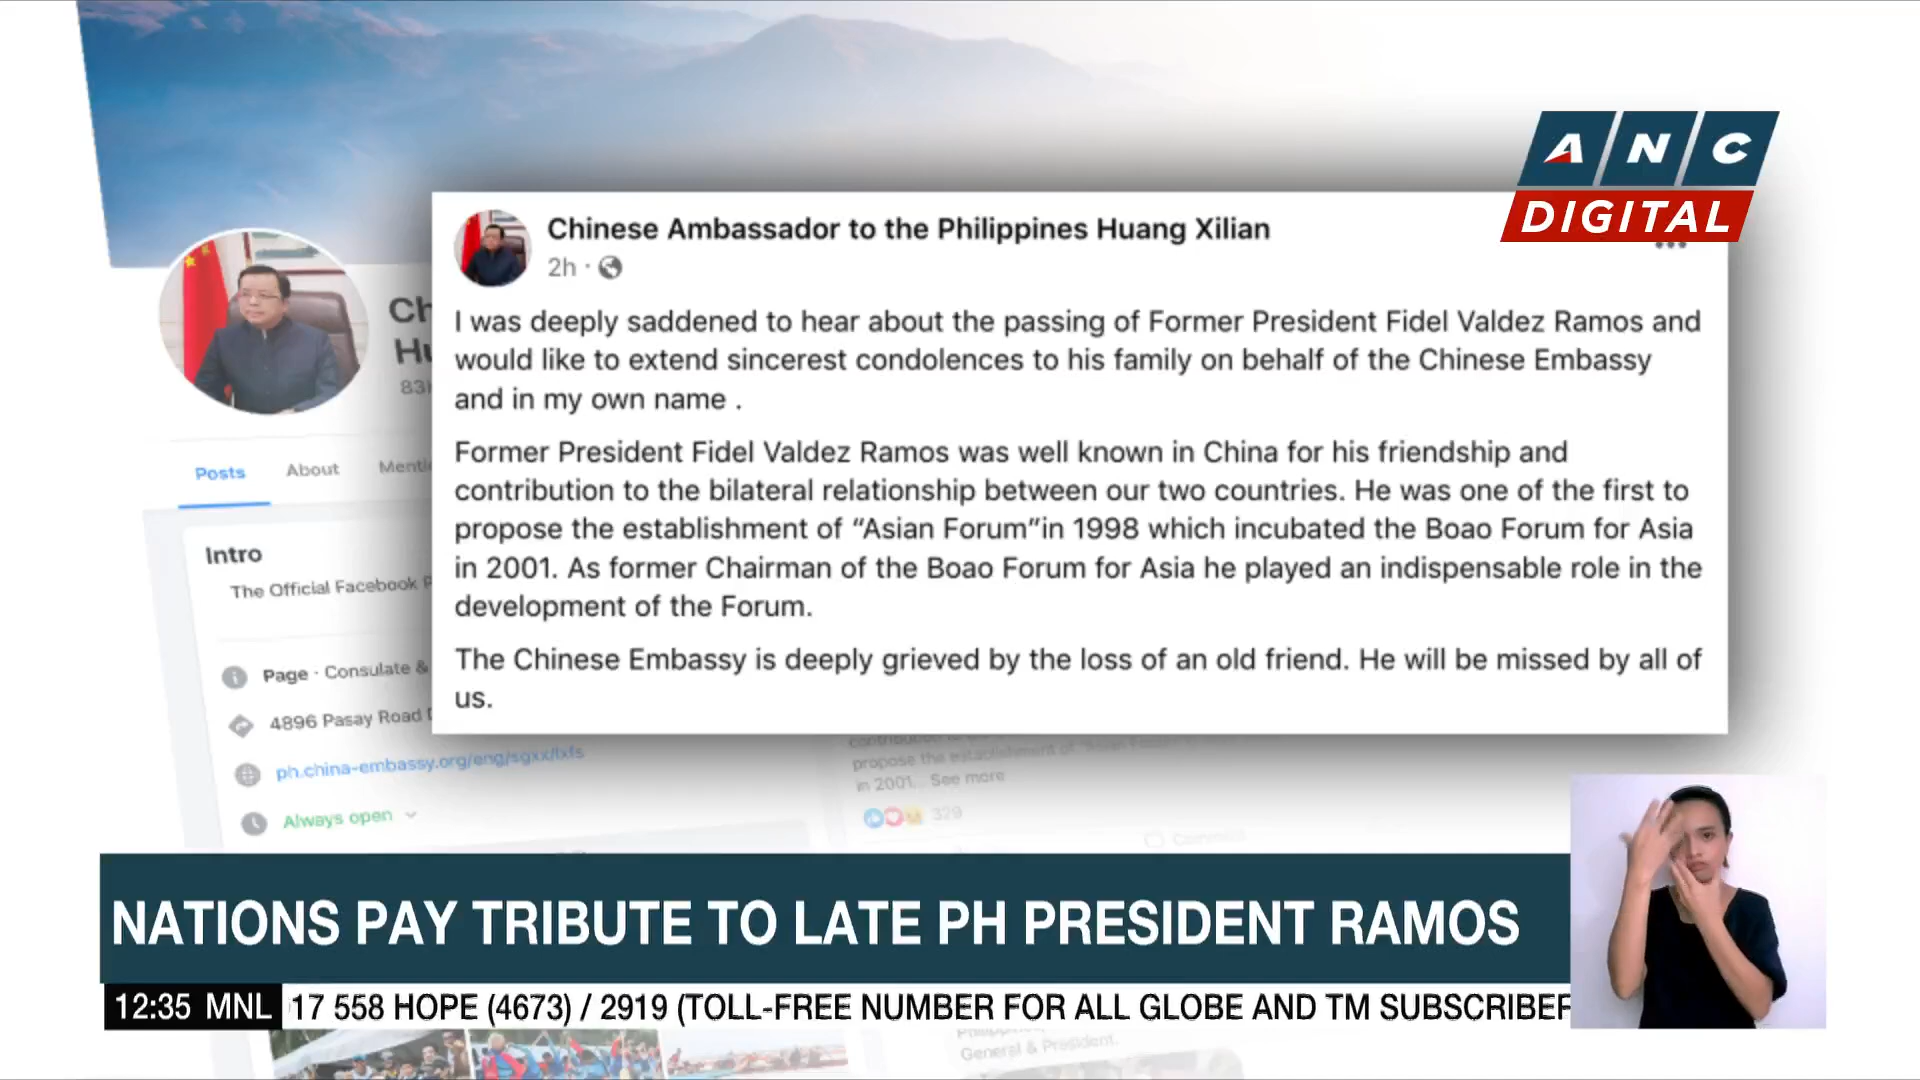 ANC
DIGITAL
Chinese Ambassador to the Philippines Huang Xilian
2h ·
I was deeply saddened to hear about the passing of Former President Fidel Valdez Ramos and
would like to extend sincerest condolences to his family on behalf of the Chinese Embassy
and in my own name .
Former President Fidel Valdez Ramos was well known in China for his friendship and
contribution to the bilateral relationship between our two countries. He was one of the first to
propose the establishment of “Asian Forum”in 1998 which incubated the Boao Forum for Asia
in 2001. As former Chairman of the Boao Forum for Asia he played an indispensable role in the
development of the Forum.
The Chinese Embassy is deeply grieved by the loss of an old friend. He will be missed by all of
us.
Posts About
Intro
The Official Facebook
Page · Consulate &
4896 Pasay Road
ph.china-embassy.org/eng/sgxx/lxfs
Always open
propose the establishment of
in 2001... See more
329
NATIONS PAY TRIBUTE TO LATE PH PRESIDENT RAMOS
12:35 MNL 17 558 HOPE (4673) / 2919 (TOLL-FREE NUMBER FOR ALL GLOBE AND TM SUBSCRIBER
General & President.